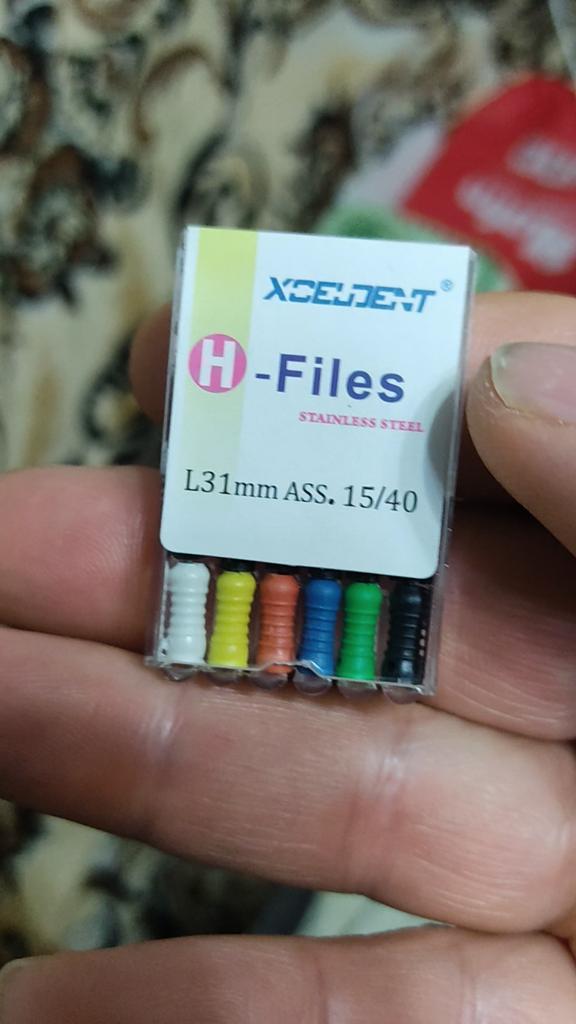 XCELDENT®
H-Files
STAINLESS STEEL
L31mm ASS. 15/40